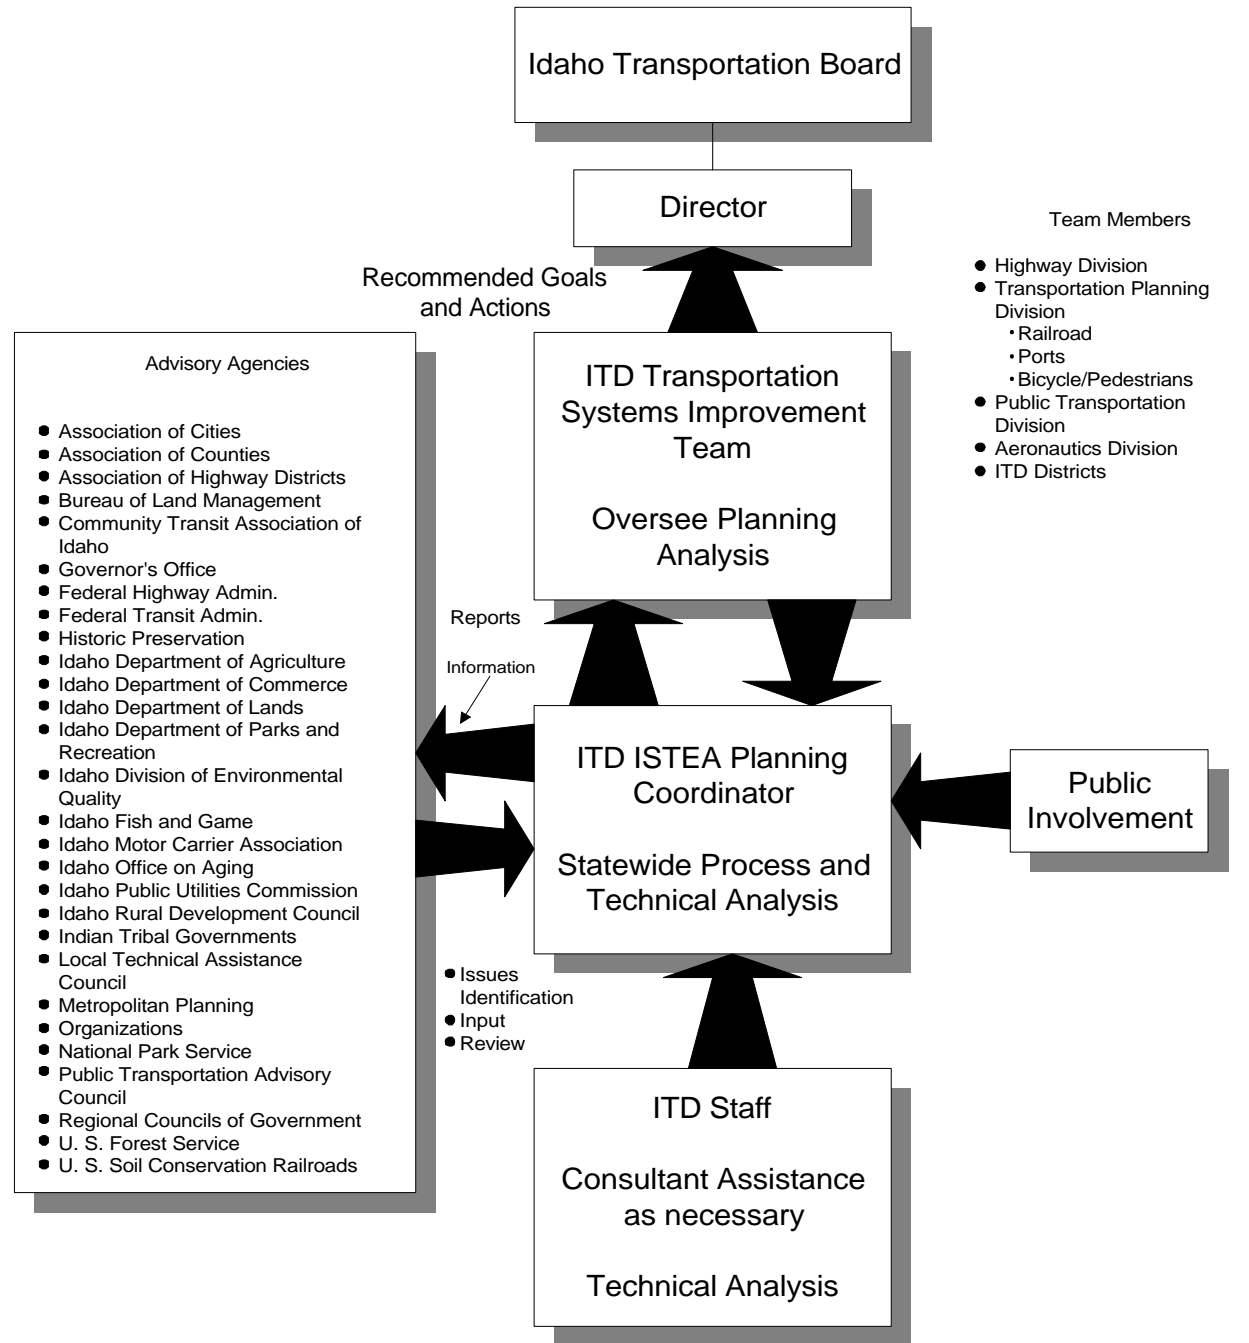 Idaho Transportation Board
Director
Recommended Goals
and Actions
Team Members
● Highway Division
● Transportation Planning
Division
• Railroad
• Ports
• Bicycle/Pedestrians
● Public Transportation
Division
● Aeronautics Division
● ITD Districts
ITD Transportation
Systems Improvement
Team
Oversee Planning
Analysis
Advisory Agencies
● Association of Cities
● Association of Counties
● Association of Highway Districts
● Bureau of Land Management
● Community Transit Association of
Idaho
● Governor's Office
● Federal Highway Admin.
● Federal Transit Admin.
● Historic Preservation
● Idaho Department of Agriculture
● Idaho Department of Commerce
● Idaho Department of Lands
● Idaho Department of Parks and
Recreation
● Idaho Division of Environmental
Quality
● Idaho Fish and Game
● Idaho Motor Carrier Association
● Idaho Office on Aging
● Idaho Public Utilities Commission
● Idaho Rural Development Council
● Indian Tribal Governments
● Local Technical Assistance
Council
● Metropolitan Planning
● Organizations
● National Park Service
● Public Transportation Advisory
Council
● Regional Councils of Government
● U. S. Forest Service
● U. S. Soil Conservation Railroads
Reports
Information
ITD ISTEA Planning
Coordinator
Statewide Process and
Technical Analysis
Public
Involvement
● Issues
Identification
● Input
● Review
ITD Staff
Consultant Assistance
as necessary
Technical Analysis